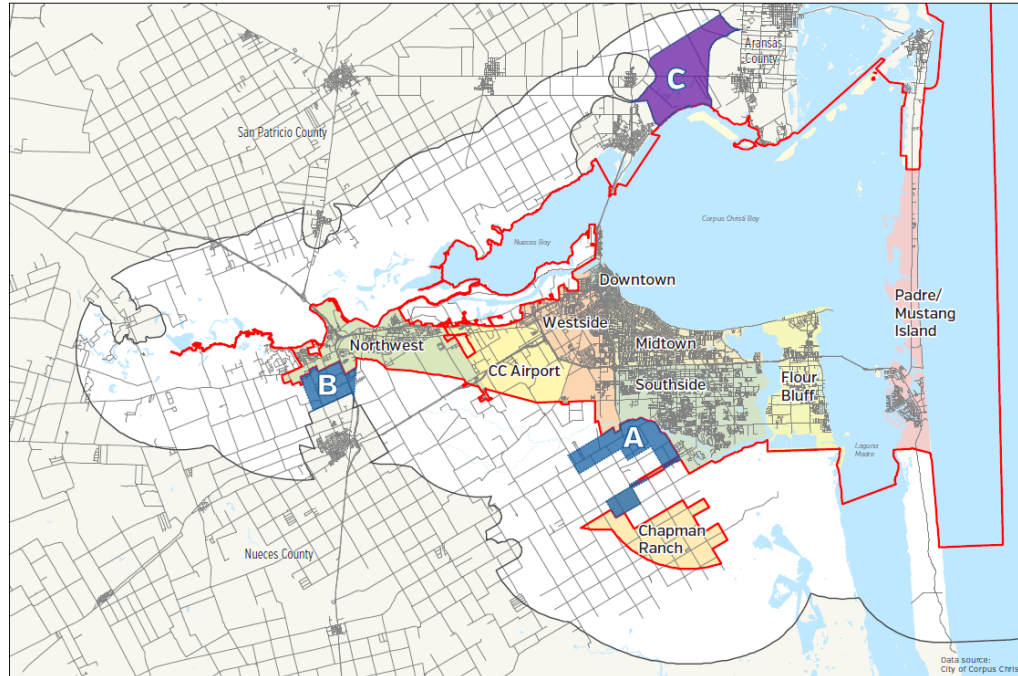 Aransas
County
C
San Patricio County
Corpus Christi Bay
Nueces Bay
Downtown
Padre/
Mustang
Island
Westside
Northwest
Midtown
CC Airport
Southside
Flour
Bluff
B
A
Laguna
Madre
Chapman
Ranch
Nueces County
Data source:
City of Corpus Chris